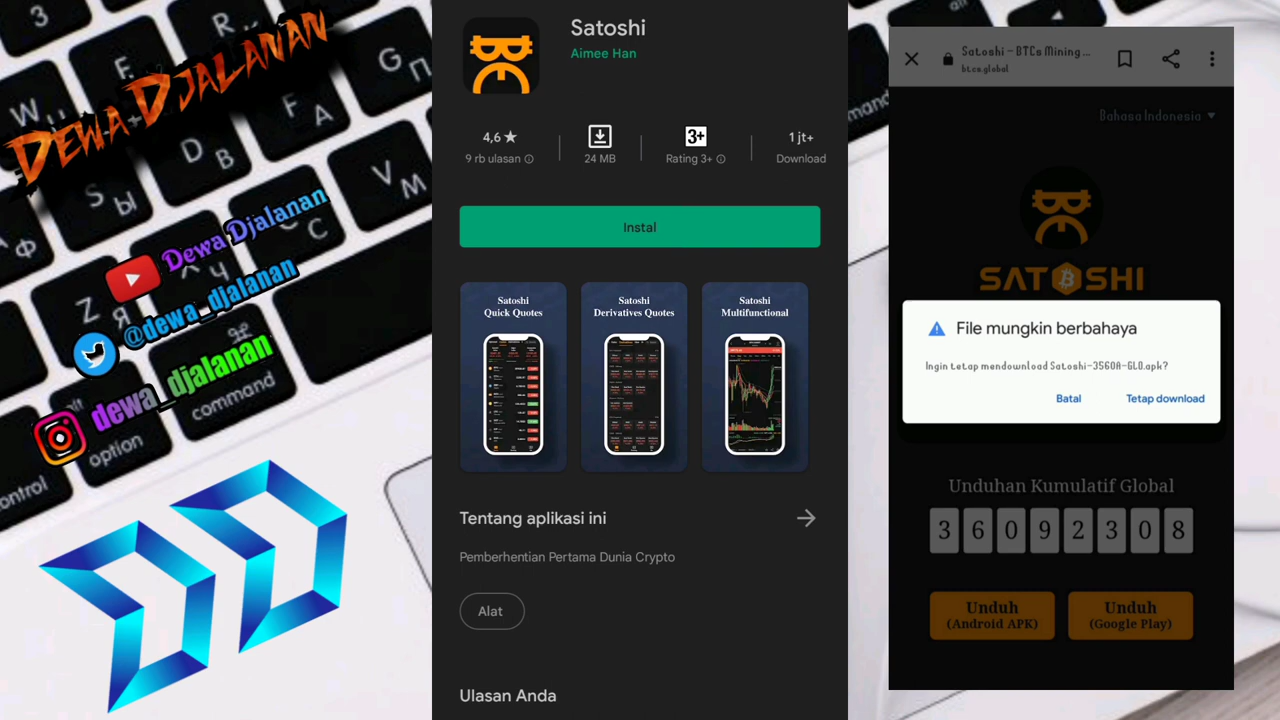 DEWA DJALANAN
Dewa Djalanan
@dewa_djalanan
dewa_djalanan
option
command
Satoshi
Aimee Han
4,6 ★
9 rb ulasan
24 MB
3+
Rating 3+
1 jt+
Download
Instal
Satoshi
Quick Quotes
Satoshi
Derivatives Quotes
Satoshi
Multifunctional
Tentang aplikasi ini
Pemberhentian Pertama Dunia Crypto
Alat
Ulasan Anda
Satoshi - BTCs Mining ...
bt.cs.global
Bahasa Indonesia
SATOSHI
File mungkin berbahaya
Ingin tetap mendownload Satoshi-3560A-GLO.apk?
Batal
Tetap download
Unduhan Kumulatif Global
3 6 0 9 2 3 0 8
Unduh
(Android APK)
Unduh
(Google Play)